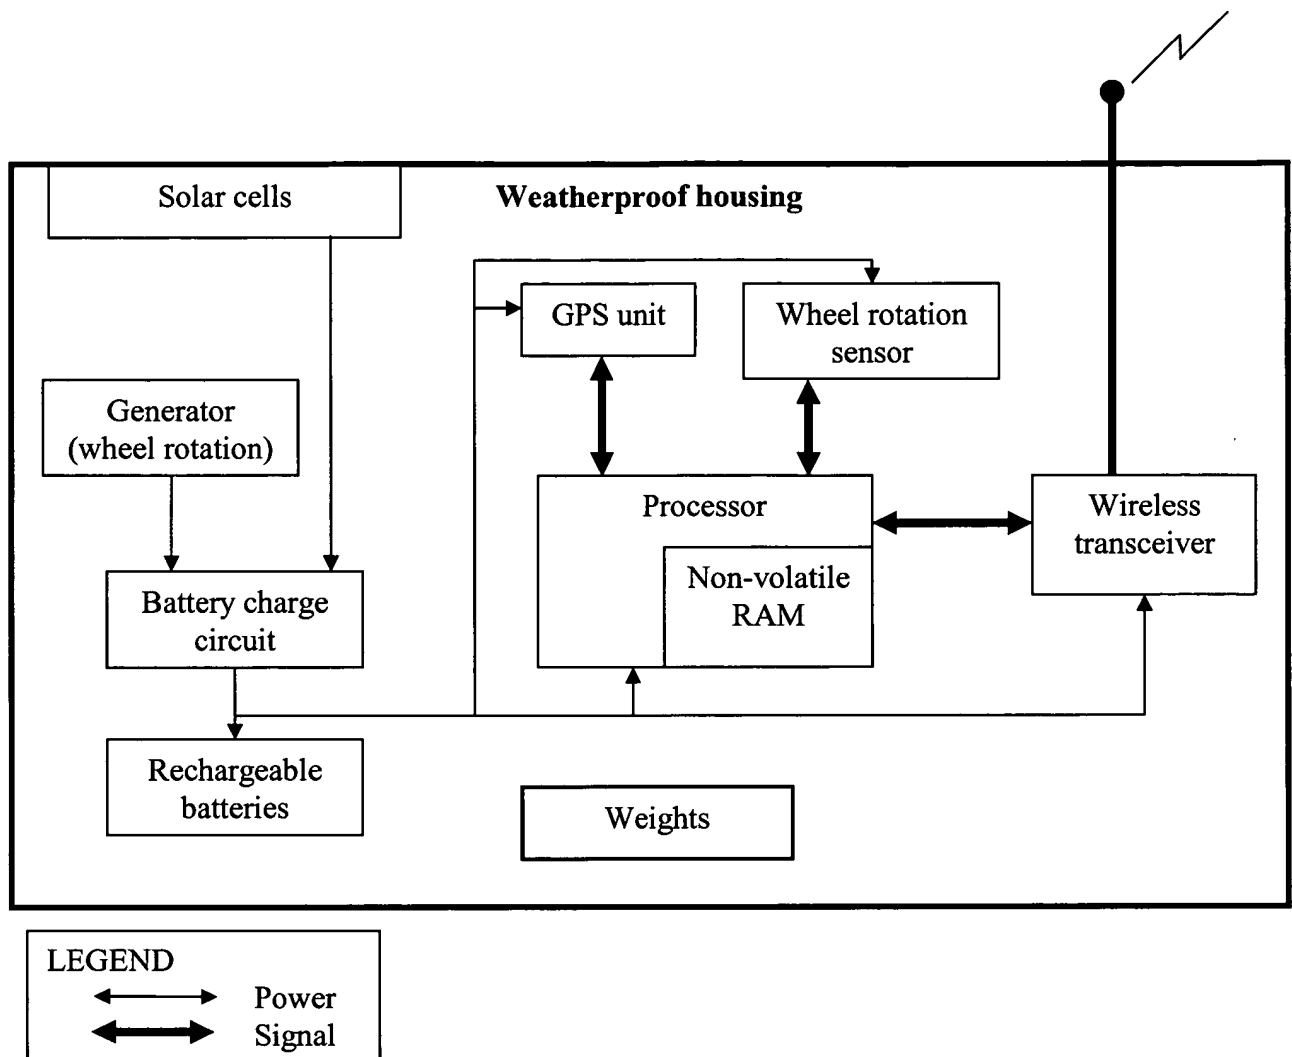 Solar cells
Weatherproof housing
GPS unit
Wheel rotation
sensor
Generator
(wheel rotation)
Processor
Wireless
transceiver
Non-volatile
RAM
Battery charge
circuit
Rechargeable
batteries
Weights
LEGEND
Power
Signal